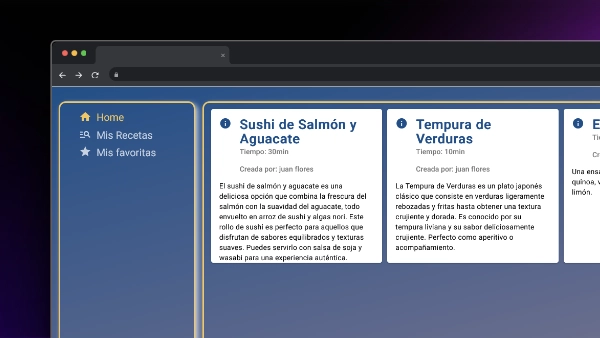 Home
Mis Recetas
Mis favoritas
Sushi de Salmón y
Aguacate
Tiempo: 30min
Creada por: juan flores
El sushi de salmón y aguacate es una
deliciosa opción que combina la frescura del
salmón con la suavidad del aguacate, todo
envuelto en arroz de sushi y algas nori. Este
rollo de sushi es perfecto para aquellos que
disfrutan de sabores equilibrados y texturas
suaves. Puedes servirlo con salsa de soja y
wasabi para una experiencia auténtica.
Tempura de
Verduras
Tiempo: 10min
Creada por: juan flores
La Tempura de Verduras es un plato japonés
clásico que consiste en verduras ligeramente
rebozadas y fritas hasta obtener una textura
crujiente y dorada. Es conocido por su
tempura liviana y su sabor deliciosamente
crujiente. Perfecto como aperitivo o
acompañamiento.
E
Tie
Cre
Una ensa
quinoa, v
limón.